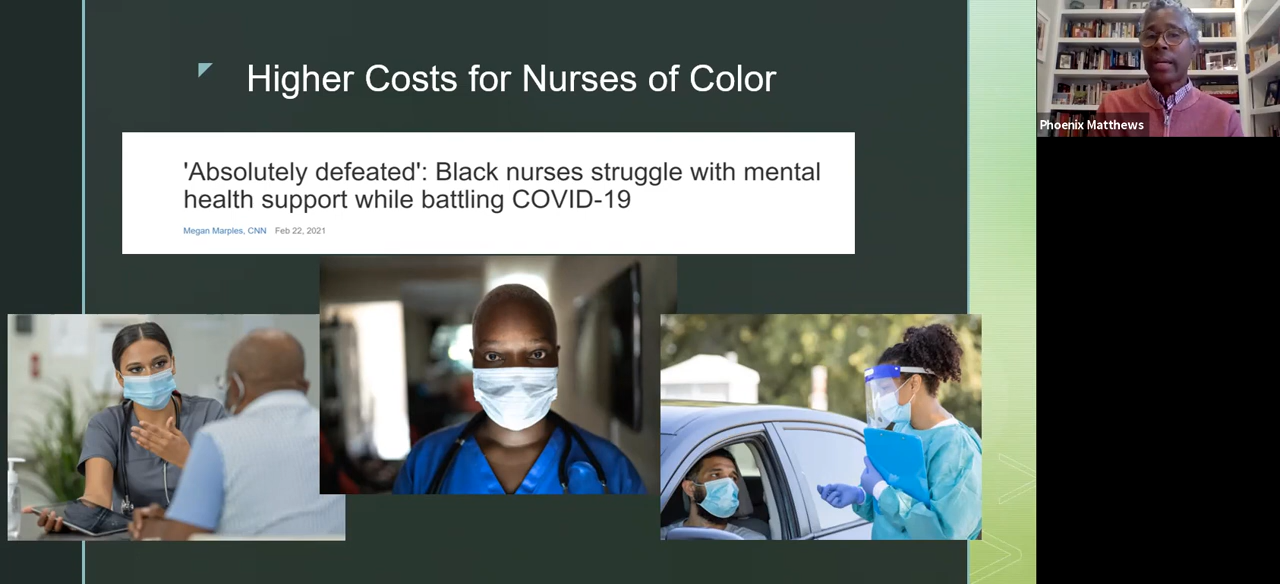 Higher Costs for Nurses of Color
'Absolutely defeated': Black nurses struggle with mental
health support while battling COVID-19
Megan Marples, CNN Feb 22, 2021
Phoenix Matthews